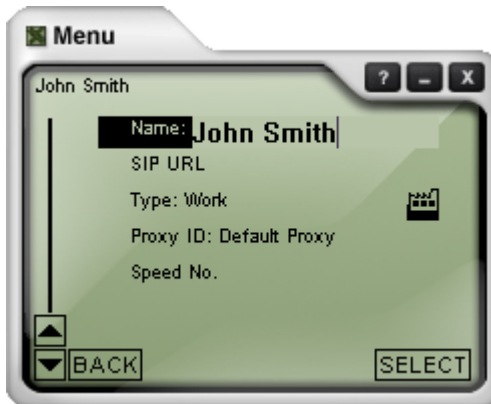 Menu
? – X
John Smith
Name: John Smith
SIP URL
Type: Work
Proxy ID: Default Proxy
Speed No.
BACK
SELECT